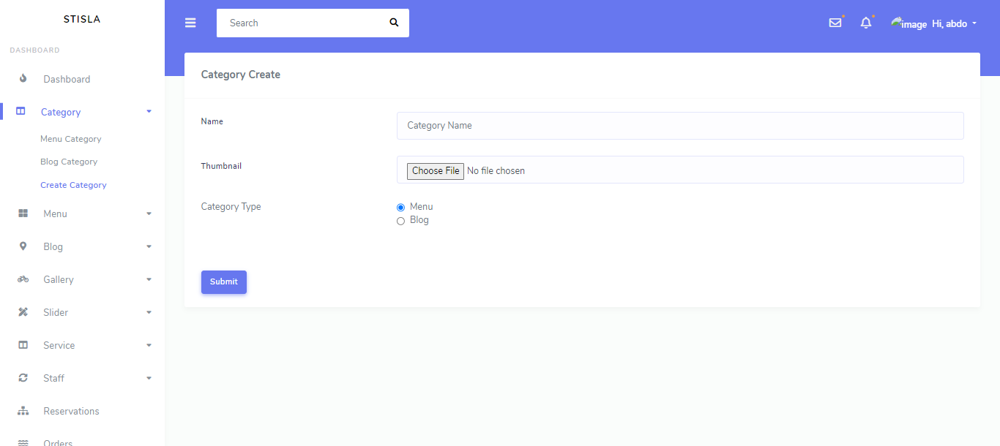 STISLA
DASHBOARD
Dashboard
Category
Menu Category
Blog Category
Create Category
Menu
Blog
Gallery
Slider
Service
Staff
Reservations
Orders
Search
image Hi, abdo
Category Create
Name
Category Name
Thumbnail
Choose File No file chosen
Category Type
Menu
Blog
Submit